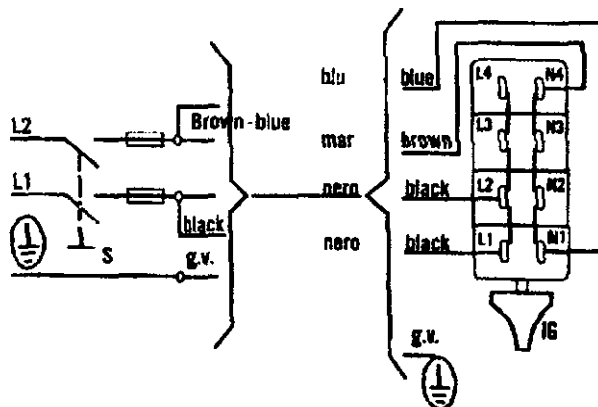 L2
Brown-blue
L1
black
S
g.v.
blu blue
mar brown
nero black
nero black
g.v.
L4 N4
L3 N3
L2 N2
L1 N1
16